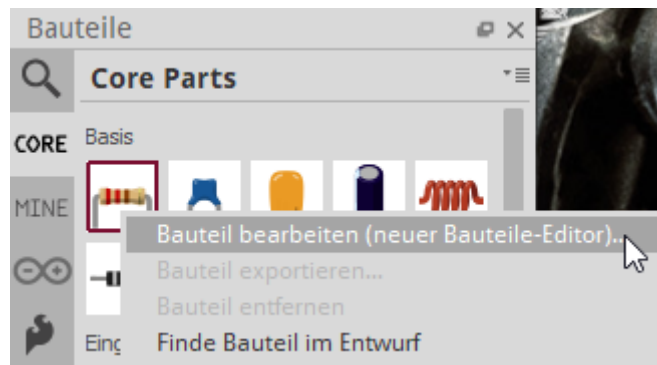 Bauteile
Core Parts
CORE
Basis
MINE
Bauteil bearbeiten (neuer Bauteile-Editor)...
Bauteil exportieren...
Bauteil entfernen
Eing
Finde Bauteil im Entwurf